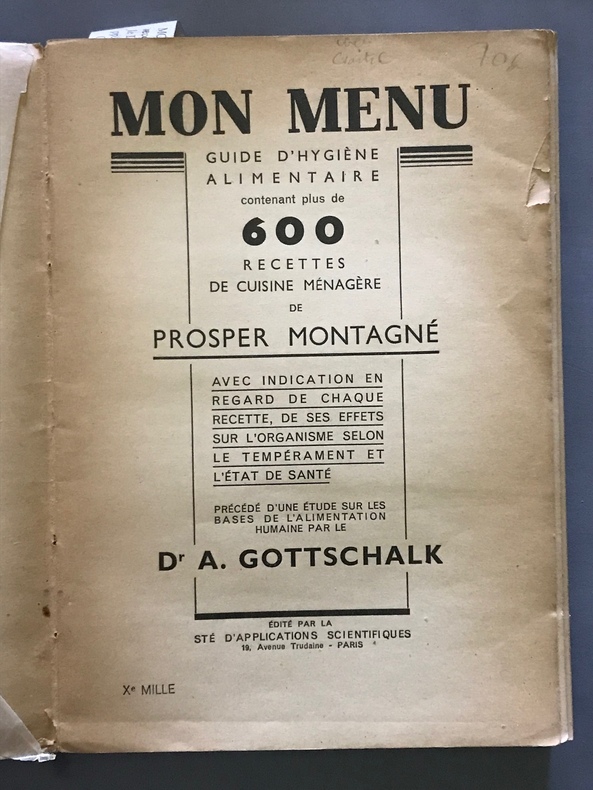 MON MENU
GUIDE D'HYGIÈNE
ALIMENTAIRE
contenant plus de
600
RECETTES
DE CUISINE MÉNAGÈRE
DE
PROSPER MONTAGNÉ
AVEC INDICATION EN
REGARD DE CHAQUE
RECETTE, DE SES EFFETS
SUR L'ORGANISME SELON
LE TEMPÉRAMENT ET
L'ÉTAT DE SANTÉ
PRÉCÉDÉ D'UNE ÉTUDE SUR LES
BASES DE L'ALIMENTATION
HUMAINE PAR LE
Dr A. GOTTSCHALK
ÉDITÉ PAR LA
STÉ D'APPLICATIONS SCIENTIFIQUES
19, Avenue Trudaine - PARIS
Xe MILLE